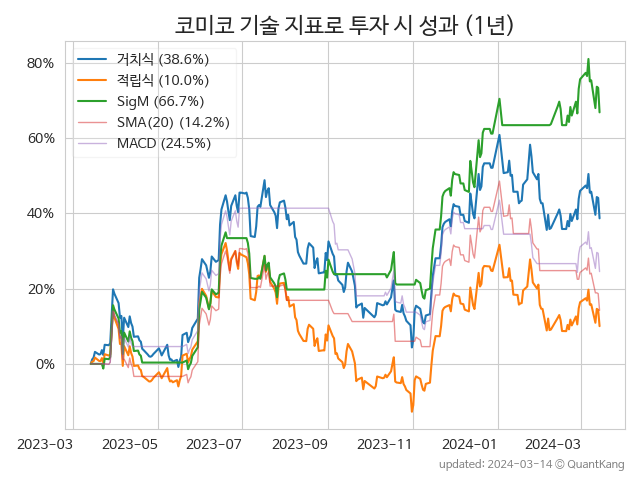 코미코 기술 지표로 투자 시 성과 (1년)
거치식 (38.6%)
적립식 (10.0%)
SigM (66.7%)
SMA(20) (14.2%)
MACD (24.5%)
80%
60%
40%
20%
0%
2023-03 2023-05 2023-07 2023-09 2023-11 2024-01 2024-03
updated: 2024-03-14 © QuantKang